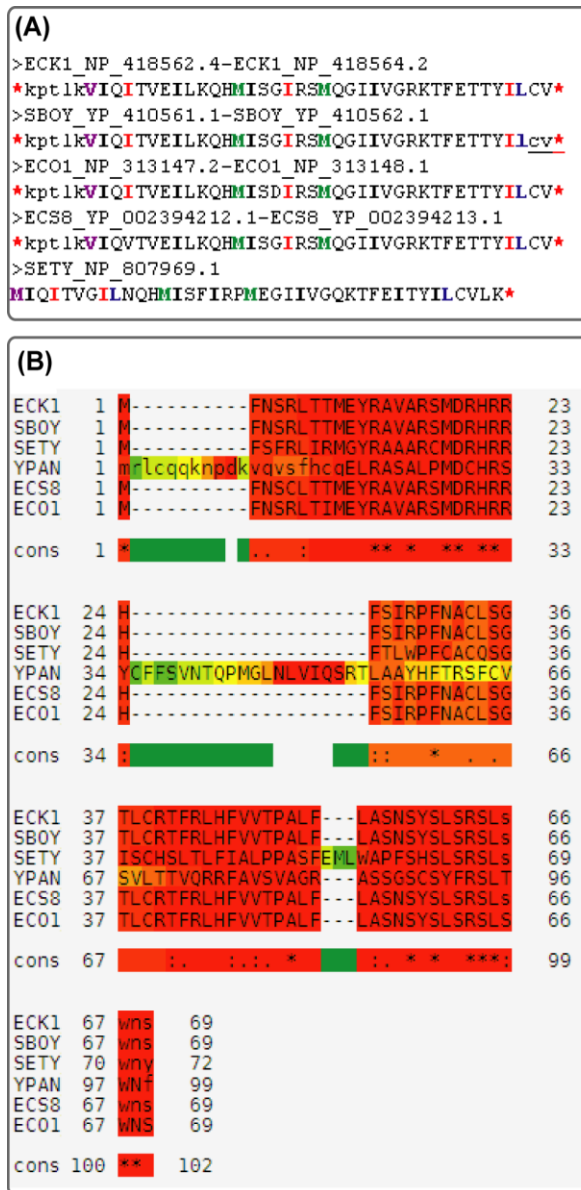 (A)
>ECK1_NP_418562.4-ECK1_NP_418564.2
*kptlkVIQITVEILKQHMISGIRSMQGIIVGRKTFETTYILCV*
>SBOY_YP_410561.1-SBOY_YP_410562.1
*kptlkVIQITVEILKQHMISGIRSMQGIIVGRKTFETTYILcv*
>ECO1_NP_313147.2-ECO1_NP_313148.1
*kptlkVIQITVEILKQHMISDIRSMQGIIVGRKTFETTYILCV*
>ECS8_YP_002394212.1-ECS8_YP_002394213.1
*kptlkVIQVTVEILKQHMISGIRSMQGIIVGRKTFETTYILCV*
>SETY_NP_807969.1
MIQITVGILNQHMISFIRPMEGIIVGQKTFEITYILCVLK*
(B)
ECK1 1 M----------FNSRLTTMEYRAVARSMDRHRR 23
SBOY 1 M----------FNSRLTTMEYRAVARSMDRHRR 23
SETY 1 M----------FSFRLIRMGYRAAARCMDRHRR 23
YPAN 1 mrlcqqknpdkvqvsfhcqELRASALPMDCHRS 33
ECS8 1 M----------FNSCLTTMEYRAVARSMDRHRR 23
ECO1 1 M----------FNSRLTIMEYRAVARSMDRHRR 23
cons 1 * .. : ** * ** ** 33
ECK1 24 H--------------------FSIRPFNACLSG 36
SBOY 24 H--------------------FSIRPFNACLSG 36
SETY 24 H--------------------FTLWPFCACQSG 36
YPAN 34 YCFFSVNTQPMGLNLVIQSRTLAAYHFTRSFCV 66
ECS8 24 H--------------------FSIRPFNACLSG 36
ECO1 24 H--------------------FSIRPFNACLSG 36
cons 34 : :: * . . 66
ECK1 37 TLCRTFRLHFVVTPALF---LASNSYSLSRSLs 66
SBOY 37 TLCRTFRLHFVVTPALF---LASNSYSLSRSLs 66
SETY 37 ISCHSLTLFIALPPASFEMLWAPFSHSLSRSLs 69
YPAN 67 SVLTTVQRRFAVSVAGR---ASSGSCSYFRSLT 96
ECS8 37 TLCRTFRLHFVVTPALF---LASNSYSLSRSLs 66
ECO1 37 TLCRTFRLHFVVTPALF---LASNSYSLSRSLs 66
cons 67 :. :.:. * :. * * ***: 99
ECK1 67 wns 69
SBOY 67 wns 69
SETY 70 wny 72
YPAN 97 WNf 99
ECS8 67 wns 69
ECO1 67 WNS 69
cons 100 ** 102